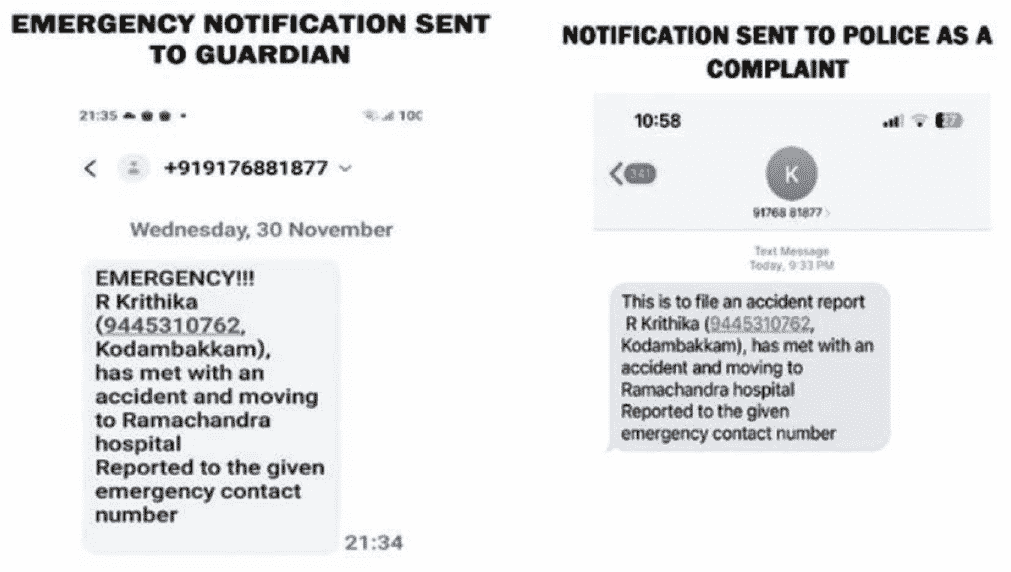 EMERGENCY NOTIFICATION SENT
TO GUARDIAN
21:35
100
+919176881877
Wednesday, 30 November
EMERGENCY!!!
R Krithika
(9445310762,
Kodambakkam),
has met with an
accident and moving
to Ramachandra
hospital
Reported to the given
emergency contact
number
21:34
NOTIFICATION SENT TO POLICE AS A
COMPLAINT
10:58
27
341
K
91768 81877
Text Message
Today, 9:33 PM
This is to file an accident report
R Krithika (9445310762,
Kodambakkam), has met with an
accident and moving to
Ramachandra hospital
Reported to the given
emergency contact number